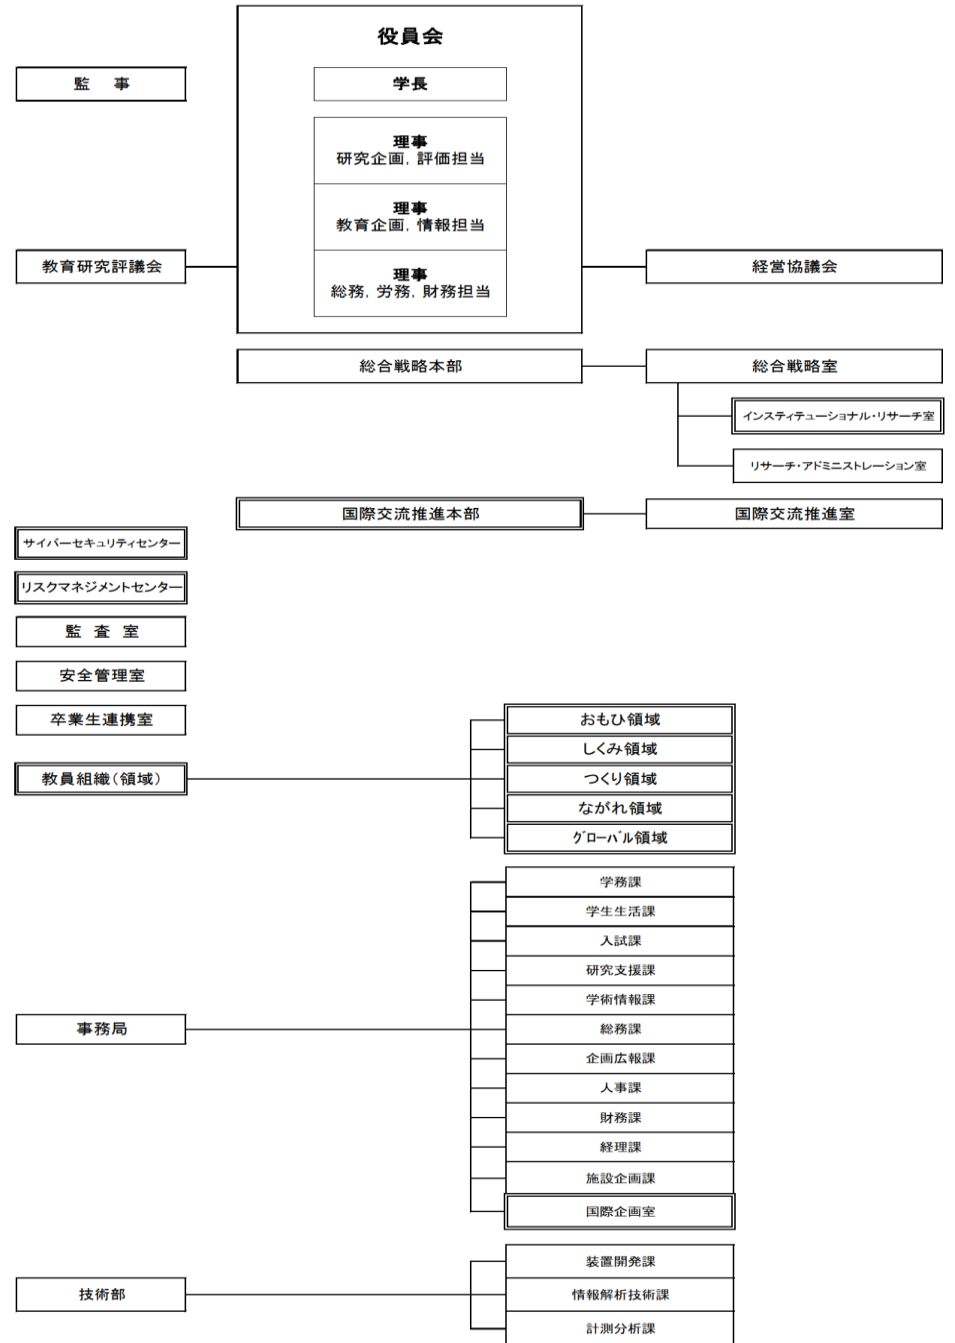 役員会
監　事
学長
理事
研究企画, 評価担当
理事
教育企画, 情報担当
教育研究評議会
理事
総務, 労務, 財務担当
経営協議会
総合戦略本部
総合戦略室
インスティテューショナル・リサーチ室
リサーチ・アドミニストレーション室
国際交流推進本部
国際交流推進室
サイバーセキュリティセンター
リスクマネジメントセンター
監 査 室
安全管理室
卒業生連携室
教員組織(領域)
おもひ領域
しくみ領域
つくり領域
ながれ領域
グローバル領域
事務局
学務課
学生生活課
入試課
研究支援課
学術情報課
総務課
企画広報課
人事課
財務課
経理課
施設企画課
国際企画室
技術部
装置開発課
情報解析技術課
計測分析課